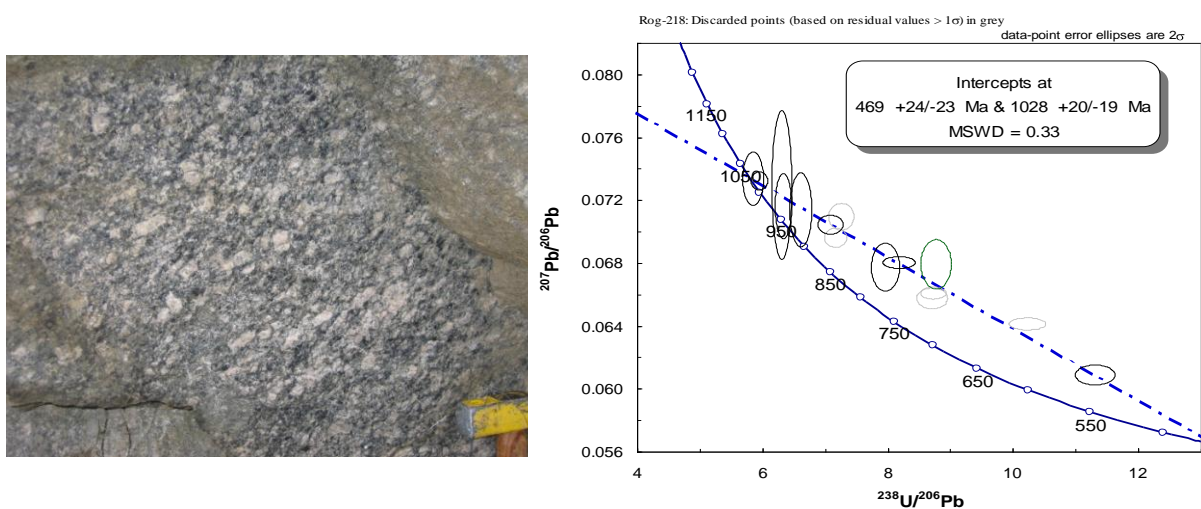 Rog-218: Discarded points (based on residual values > 1σ) in grey
data-point error ellipses are 2σ
Intercepts at
469 +24/-23 Ma & 1028 +20/-19 Ma
MSWD = 0.33
0.080
0.076
0.072
0.068
0.064
0.060
0.056
²⁰⁷Pb/²⁰⁶Pb
1150
1050
950
850
750
650
550
4 6 8 10 12
²³⁸U/²⁰⁶Pb